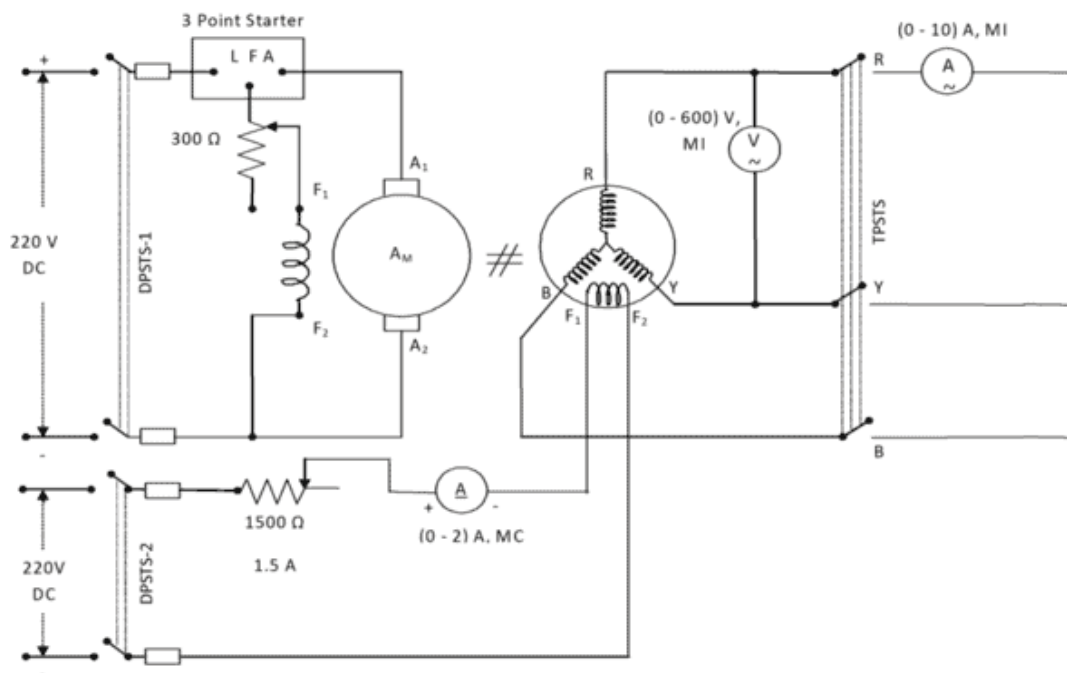 3 Point Starter
L F A
+
300 Ω
F₁
A₁
220 V
DC
DPSTS-1
A_M
F₂
A₂
-
(0 - 10) A, MI
R
A
~
(0 - 600) V,
MI
V
~
R
TPSTS
B
Y
Y
F₁
F₂
B
1500 Ω
1.5 A
+
A
-
(0 - 2) A, MC
220V
DC
DPSTS-2